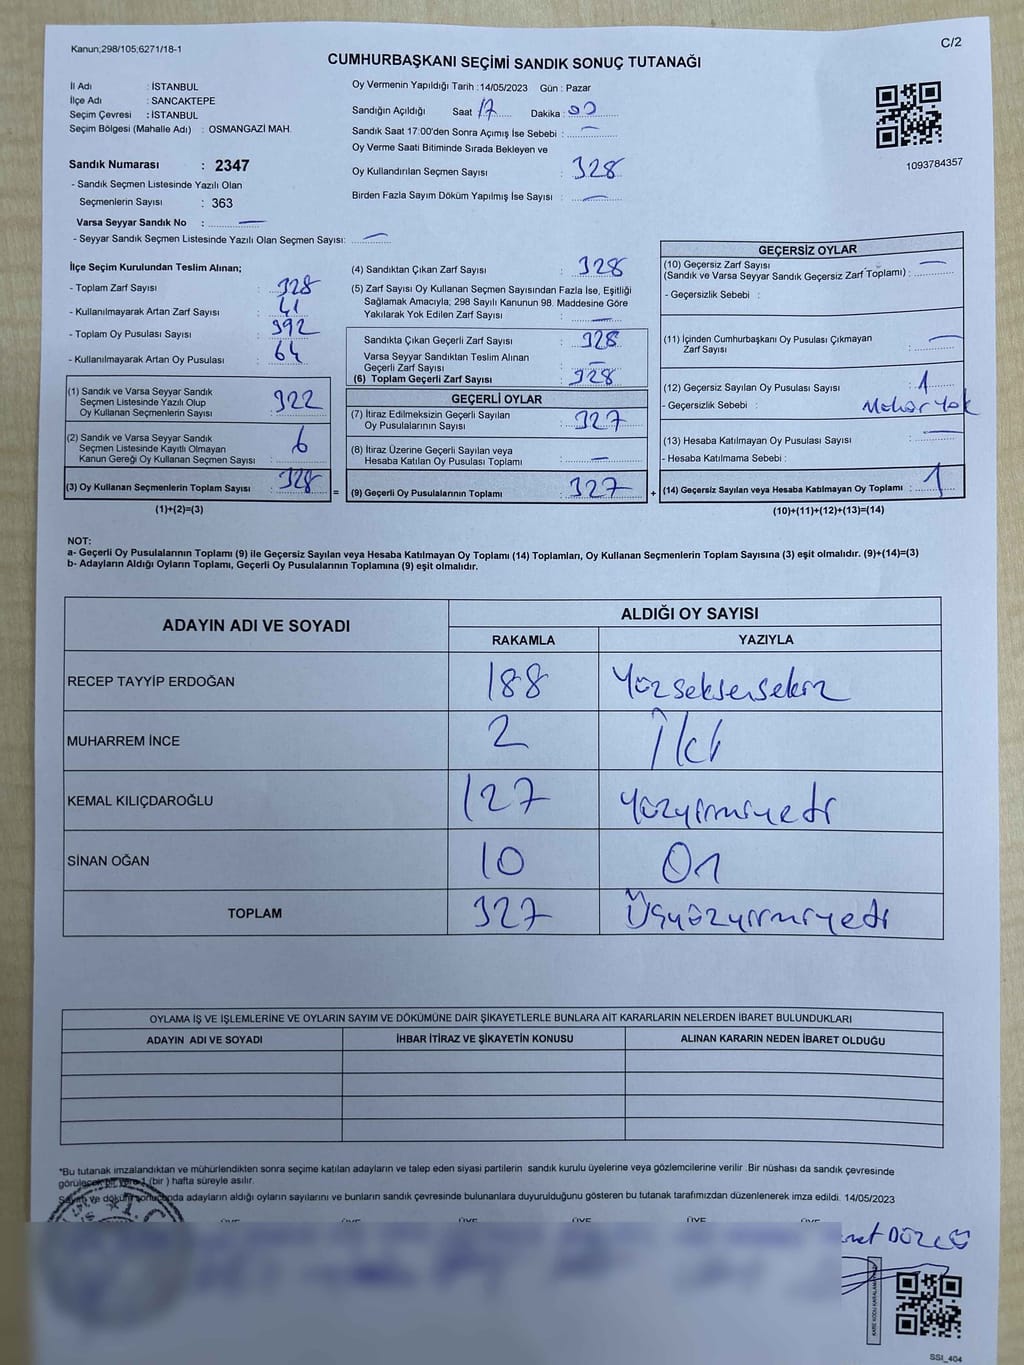 Kanun;298/105;6271/18-1
C/2
CUMHURBAŞKANI SEÇİMİ SANDIK SONUÇ TUTANAĞI
İl Adı : İSTANBUL
İlçe Adı : SANCAKTEPE
Seçim Çevresi : İSTANBUL
Seçim Bölgesi (Mahalle Adı) : OSMANGAZİ MAH.
Oy Vermenin Yapıldığı Tarih :14/05/2023 Gün : Pazar
Sandığın Açıldığı Saat 17 Dakika : 00
Sandık Saat 17:00'den Sonra Açımış İse Sebebi : —
Oy Verme Saati Bitiminde Sırada Bekleyen ve
Oy Kullandırılan Seçmen Sayısı : 328
Birden Fazla Sayım Döküm Yapılmış İse Sayısı : —
1093784357
Sandık Numarası : 2347
- Sandık Seçmen Listesinde Yazılı Olan
Seçmenlerin Sayısı : 363
Varsa Seyyar Sandık No : —
- Seyyar Sandık Seçmen Listesinde Yazılı Olan Seçmen Sayısı: —
İlçe Seçim Kurulundan Teslim Alınan;
- Toplam Zarf Sayısı : 328
- Kullanılmayarak Artan Zarf Sayısı : 41
- Toplam Oy Pusulası Sayısı : 392
- Kullanılmayarak Artan Oy Pusulası : 64
(1) Sandık ve Varsa Seyyar Sandık
Seçmen Listesinde Yazılı Olup
Oy Kullanan Seçmenlerin Sayısı : 322
(2) Sandık ve Varsa Seyyar Sandık
Seçmen Listesinde Kayıtlı Olmayan
Kanun Gereği Oy Kullanan Seçmen Sayısı : 6
(3) Oy Kullanan Seçmenlerin Toplam Sayısı : 328
(1)+(2)=(3)
(4) Sandıktan Çıkan Zarf Sayısı : 328
(5) Zarf Sayısı Oy Kullanan Seçmen Sayısından Fazla İse, Eşitliği
Sağlamak Amacıyla; 298 Sayılı Kanunun 98. Maddesine Göre
Yakılarak Yok Edilen Zarf Sayısı : —
Sandıkta Çıkan Geçerli Zarf Sayısı : 328
Varsa Seyyar Sandıktan Teslim Alınan
Geçerli Zarf Sayısı : —
(6) Toplam Geçerli Zarf Sayısı : 328
GEÇERLİ OYLAR
(7) İtiraz Edilmeksizin Geçerli Sayılan
Oy Pusulalarının Sayısı : 327
(8) İtiraz Üzerine Geçerli Sayılan veya
Hesaba Katılan Oy Pusulası Toplamı : —
= (9) Geçerli Oy Pusulalarının Toplamı : 327
GEÇERSİZ OYLAR
(10) Geçersiz Zarf Sayısı
(Sandık ve Varsa Seyyar Sandık Geçersiz Zarf Toplamı) : —
- Geçersizlik Sebebi :
(11) İçinden Cumhurbaşkanı Oy Pusulası Çıkmayan
Zarf Sayısı : —
(12) Geçersiz Sayılan Oy Pusulası Sayısı : 1
- Geçersizlik Sebebi : Mühür Yok
(13) Hesaba Katılmayan Oy Pusulası Sayısı : —
- Hesaba Katılmama Sebebi :
+ (14) Geçersiz Sayılan veya Hesaba Katılmayan Oy Toplamı : 1
(10)+(11)+(12)+(13)=(14)
NOT:
a- Geçerli Oy Pusulalarının Toplamı (9) ile Geçersiz Sayılan veya Hesaba Katılmayan Oy Toplamı (14) Toplamları, Oy Kullanan Seçmenlerin Toplam Sayısına (3) eşit olmalıdır. (9)+(14)=(3)
b- Adayların Aldığı Oyların Toplamı, Geçerli Oy Pusulalarının Toplamına (9) eşit olmalıdır.
ADAYIN ADI VE SOYADI ALDIĞI OY SAYISI
RAKAMLA YAZIYLA
RECEP TAYYİP ERDOĞAN 188 Yüzseksensekiz
MUHARREM İNCE 2 İki
KEMAL KILIÇDAROĞLU 127 yüzyirmiyedi
SİNAN OĞAN 10 On
TOPLAM 327 Üçyüzyirmiyedi
OYLAMA İŞ VE İŞLEMLERİNE VE OYLARIN SAYIM VE DÖKÜMÜNE DAİR ŞİKAYETLERLE BUNLARA AİT KARARLARIN NELERDEN İBARET BULUNDUKLARI
ADAYIN ADI VE SOYADI İHBAR İTİRAZ VE ŞİKAYETİN KONUSU ALINAN KARARIN NEDEN İBARET OLDUĞU
*Bu tutanak imzalandıktan ve mühürlendikten sonra seçime katılan adayların ve talep eden siyasi partilerin sandık kurulu üyelerine veya gözlemcilerine verilir .Bir nüshası da sandık çevresinde
görülecek bir yere 1 (bir ) hafta süreyle asılır.
Sayım ve döküm sonucunda adayların aldığı oyların sayılarını ve bunların sandık çevresinde bulunanlara duyurulduğunu gösteren bu tutanak tarafımızdan düzenlenerek imza edildi. 14/05/2023
ÜYE ÜYE ÜYE ÜYE ÜYE ÜYE
SSI_404